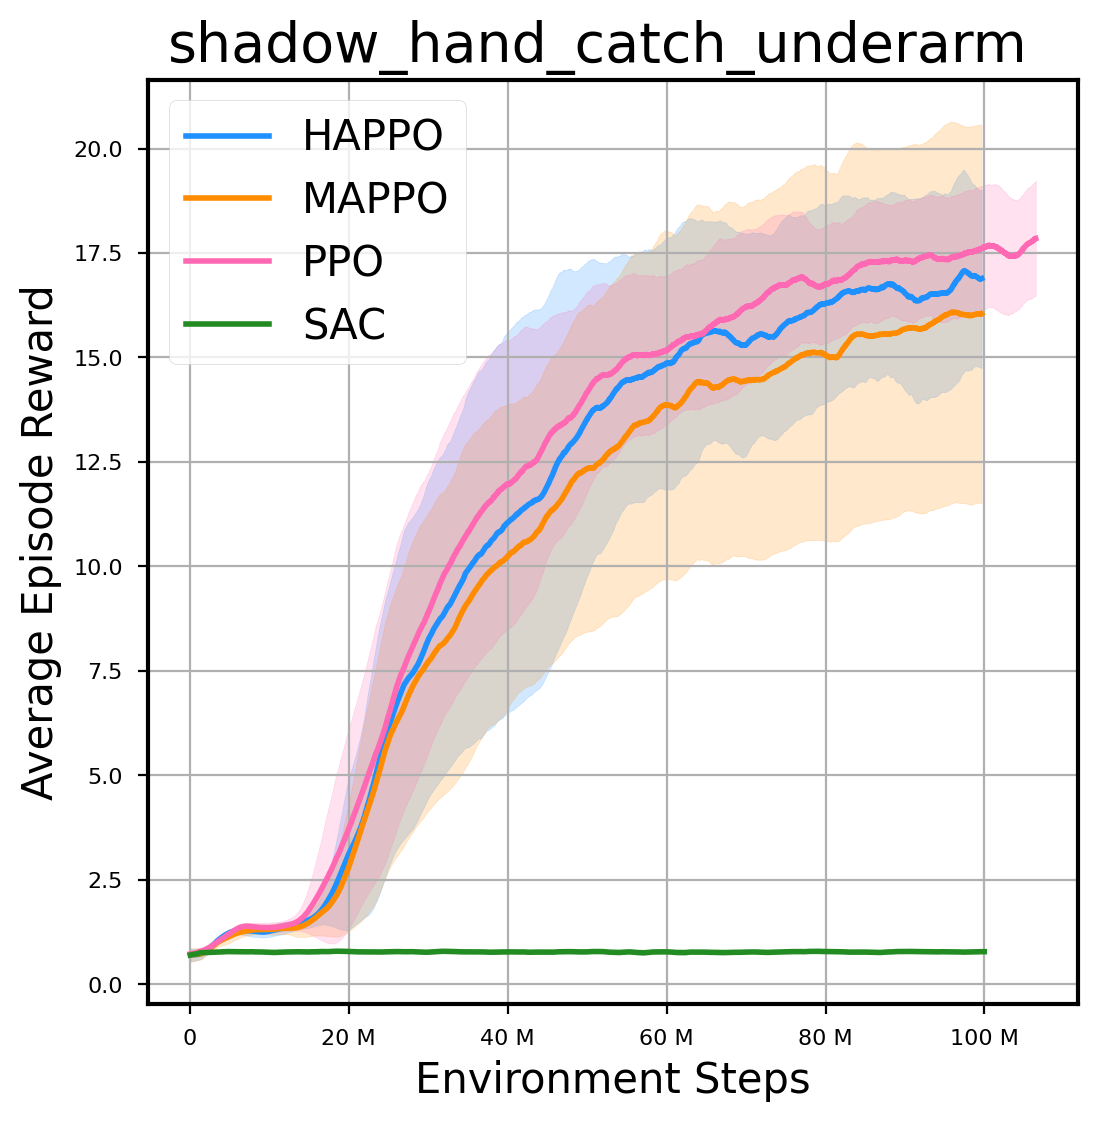 shadow_hand_catch_underarm
HAPPO
MAPPO
PPO
SAC
Average Episode Reward
20.0
17.5
15.0
12.5
10.0
7.5
5.0
2.5
0.0
0
20 M
40 M
60 M
80 M
100 M
Environment Steps